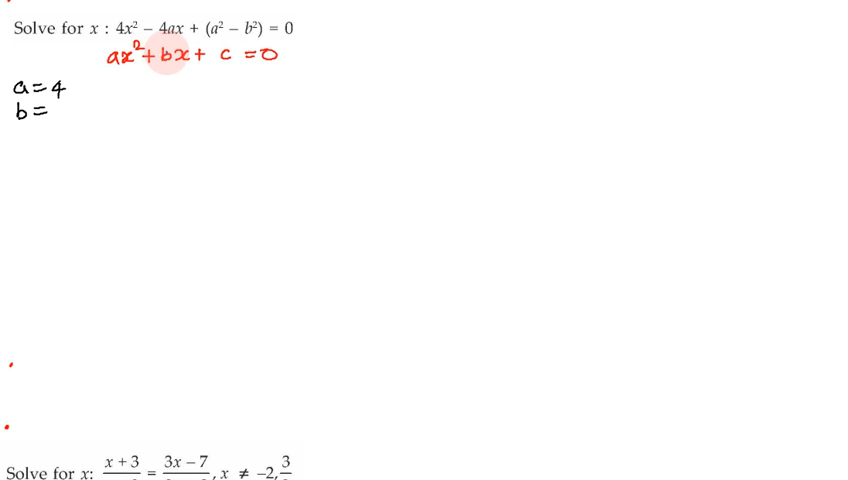 Solve for x : 4x² – 4ax + (a² – b²) = 0
ax² + bx + c = 0
a = 4
b =
Solve for x: x + 3 = 3x – 7 , x ≠ –2, 3